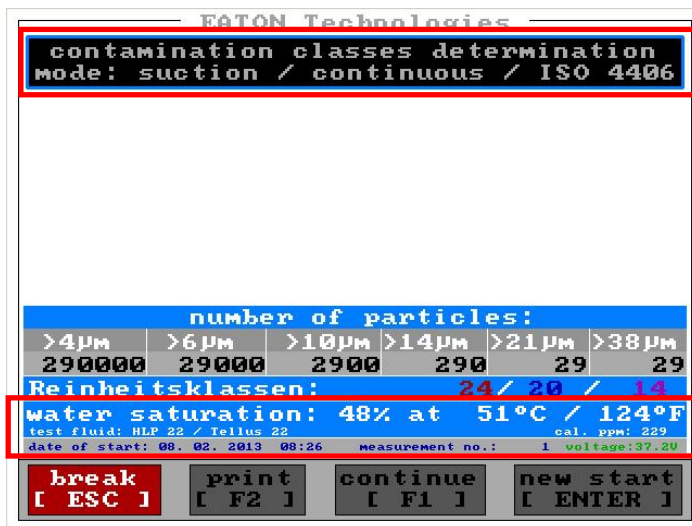 EATON Technologies
contamination classes determination
mode: suction / continuous / ISO 4406
number of particles:
>4µm >6µm >10µm >14µm >21µm >38µm
290000 29000 2900 290 29 29
Reinheitsklassen: 24/ 20 / 14
water saturation: 48% at 51ºC / 124ºF
test fluid: HLP 22 / Tellus 22 cal. ppm: 229
date of start: 08. 02. 2013 08:26 measurement no.: 1 voltage:37.2V
break print continue new start
[ ESC ] [ F2 ] [ F1 ] [ ENTER ]